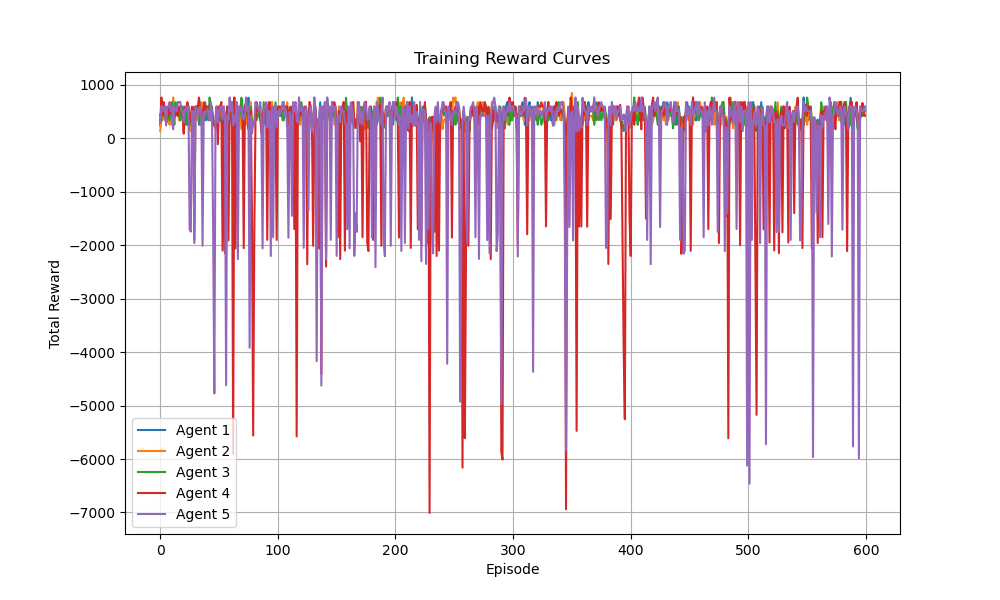 Training Reward Curves
Total Reward
1000
0
−1000
−2000
−3000
−4000
−5000
−6000
−7000
Agent 1
Agent 2
Agent 3
Agent 4
Agent 5
0 100 200 300 400 500 600
Episode